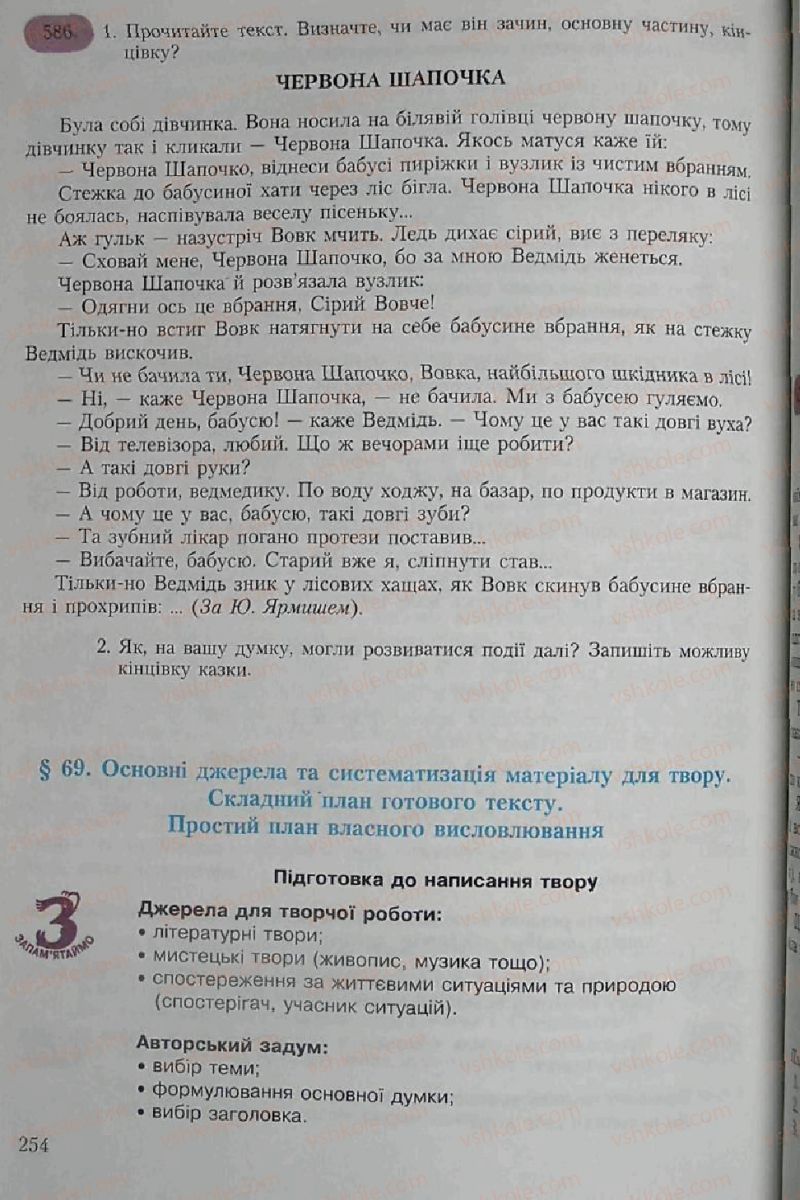 586. 1. Прочитайте текст. Визначте, чи має він зачин, основну частину, кін-
цівку?
ЧЕРВОНА ШАПОЧКА
Була собі дівчинка. Вона носила на білявій голівці червону шапочку, тому
дівчинку так і кликали — Червона Шапочка. Якось матуся каже їй:
— Червона Шапочко, віднеси бабусі пиріжки і вузлик із чистим вбранням.
Стежка до бабусиної хати через ліс бігла. Червона Шапочка нікого в лісі
не боялась, наспівувала веселу пісеньку...
Аж гульк — назустріч Вовк мчить. Ледь дихає сірий, виє з переляку:
— Сховай мене, Червона Шапочко, бо за мною Ведмідь женеться.
Червона Шапочка й розв'язала вузлик:
— Одягни ось це вбрання, Сірий Вовче!
Тільки-но встиг Вовк натягнути на себе бабусине вбрання, як на стежку
Ведмідь вискочив.
— Чи не бачила ти, Червона Шапочко, Вовка, найбільшого шкідника в лісі!
— Ні, — каже Червона Шапочка, — не бачила. Ми з бабусею гуляємо.
— Добрий день, бабусю! — каже Ведмідь. — Чому це у вас такі довгі вуха?
— Від телевізора, любий. Що ж вечорами іще робити?
— А такі довгі руки?
— Від роботи, ведмедику. По воду ходжу, на базар, по продукти в магазин.
— А чому це у вас, бабусю, такі довгі зуби?
— Та зубний лікар погано протези поставив...
— Вибачайте, бабусю. Старий вже я, сліпнути став...
Тільки-но Ведмідь зник у лісових хащах, як Вовк скинув бабусине вбран-
ня і прохрипів: ... (За Ю. Ярмишем).
2. Як, на вашу думку, могли розвиватися події далі? Запишіть можливу
кінцівку казки.
§ 69. Основні джерела та систематизація матеріалу для твору.
Складний план готового тексту.
Простий план власного висловлювання
Підготовка до написання твору
З
ЗАПАМ'ЯТАЙМО
Джерела для творчої роботи:
• літературні твори;
• мистецькі твори (живопис, музика тощо);
• спостереження за життєвими ситуаціями та природою
(спостерігач, учасник ситуацій).
Авторський задум:
• вибір теми;
• формулювання основної думки;
• вибір заголовка.
254
vshkole.com